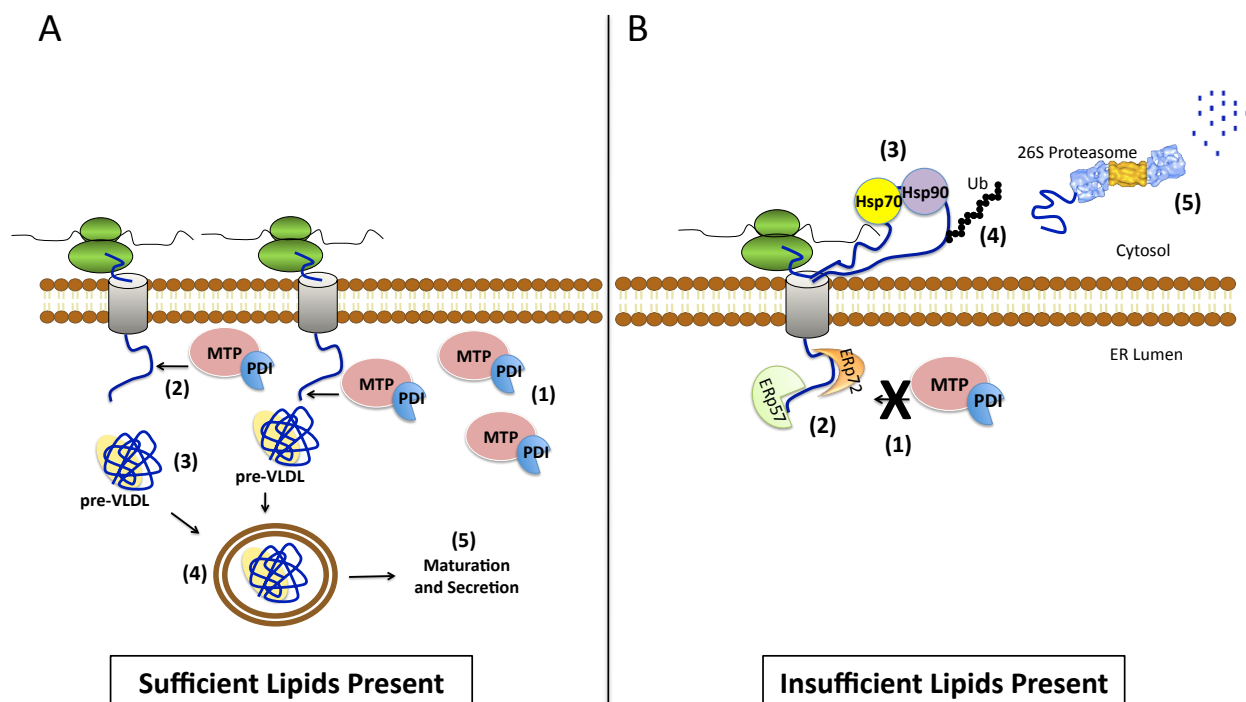 A
MTP
PDI
(2)
MTP
PDI
MTP
PDI
(1)
MTP
PDI
(3)
pre-VLDL
pre-VLDL
(4)
(5)
Maturation
and Secretion
Sufficient Lipids Present
B
(3)
Hsp70
Hsp90
Ub
(4)
26S Proteasome
(5)
Cytosol
ER Lumen
ERp57
ERp72
(2)
(1)
MTP
PDI
Insufficient Lipids Present